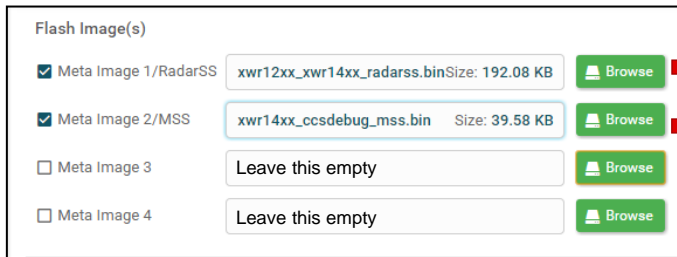 Flash Image(s)
Meta Image 1/RadarSS xwr12xx_xwr14xx_radarss.bin Size: 192.08 KB Browse
Meta Image 2/MSS xwr14xx_ccsdebug_mss.bin Size: 39.58 KB Browse
Meta Image 3 Leave this empty Browse
Meta Image 4 Leave this empty Browse